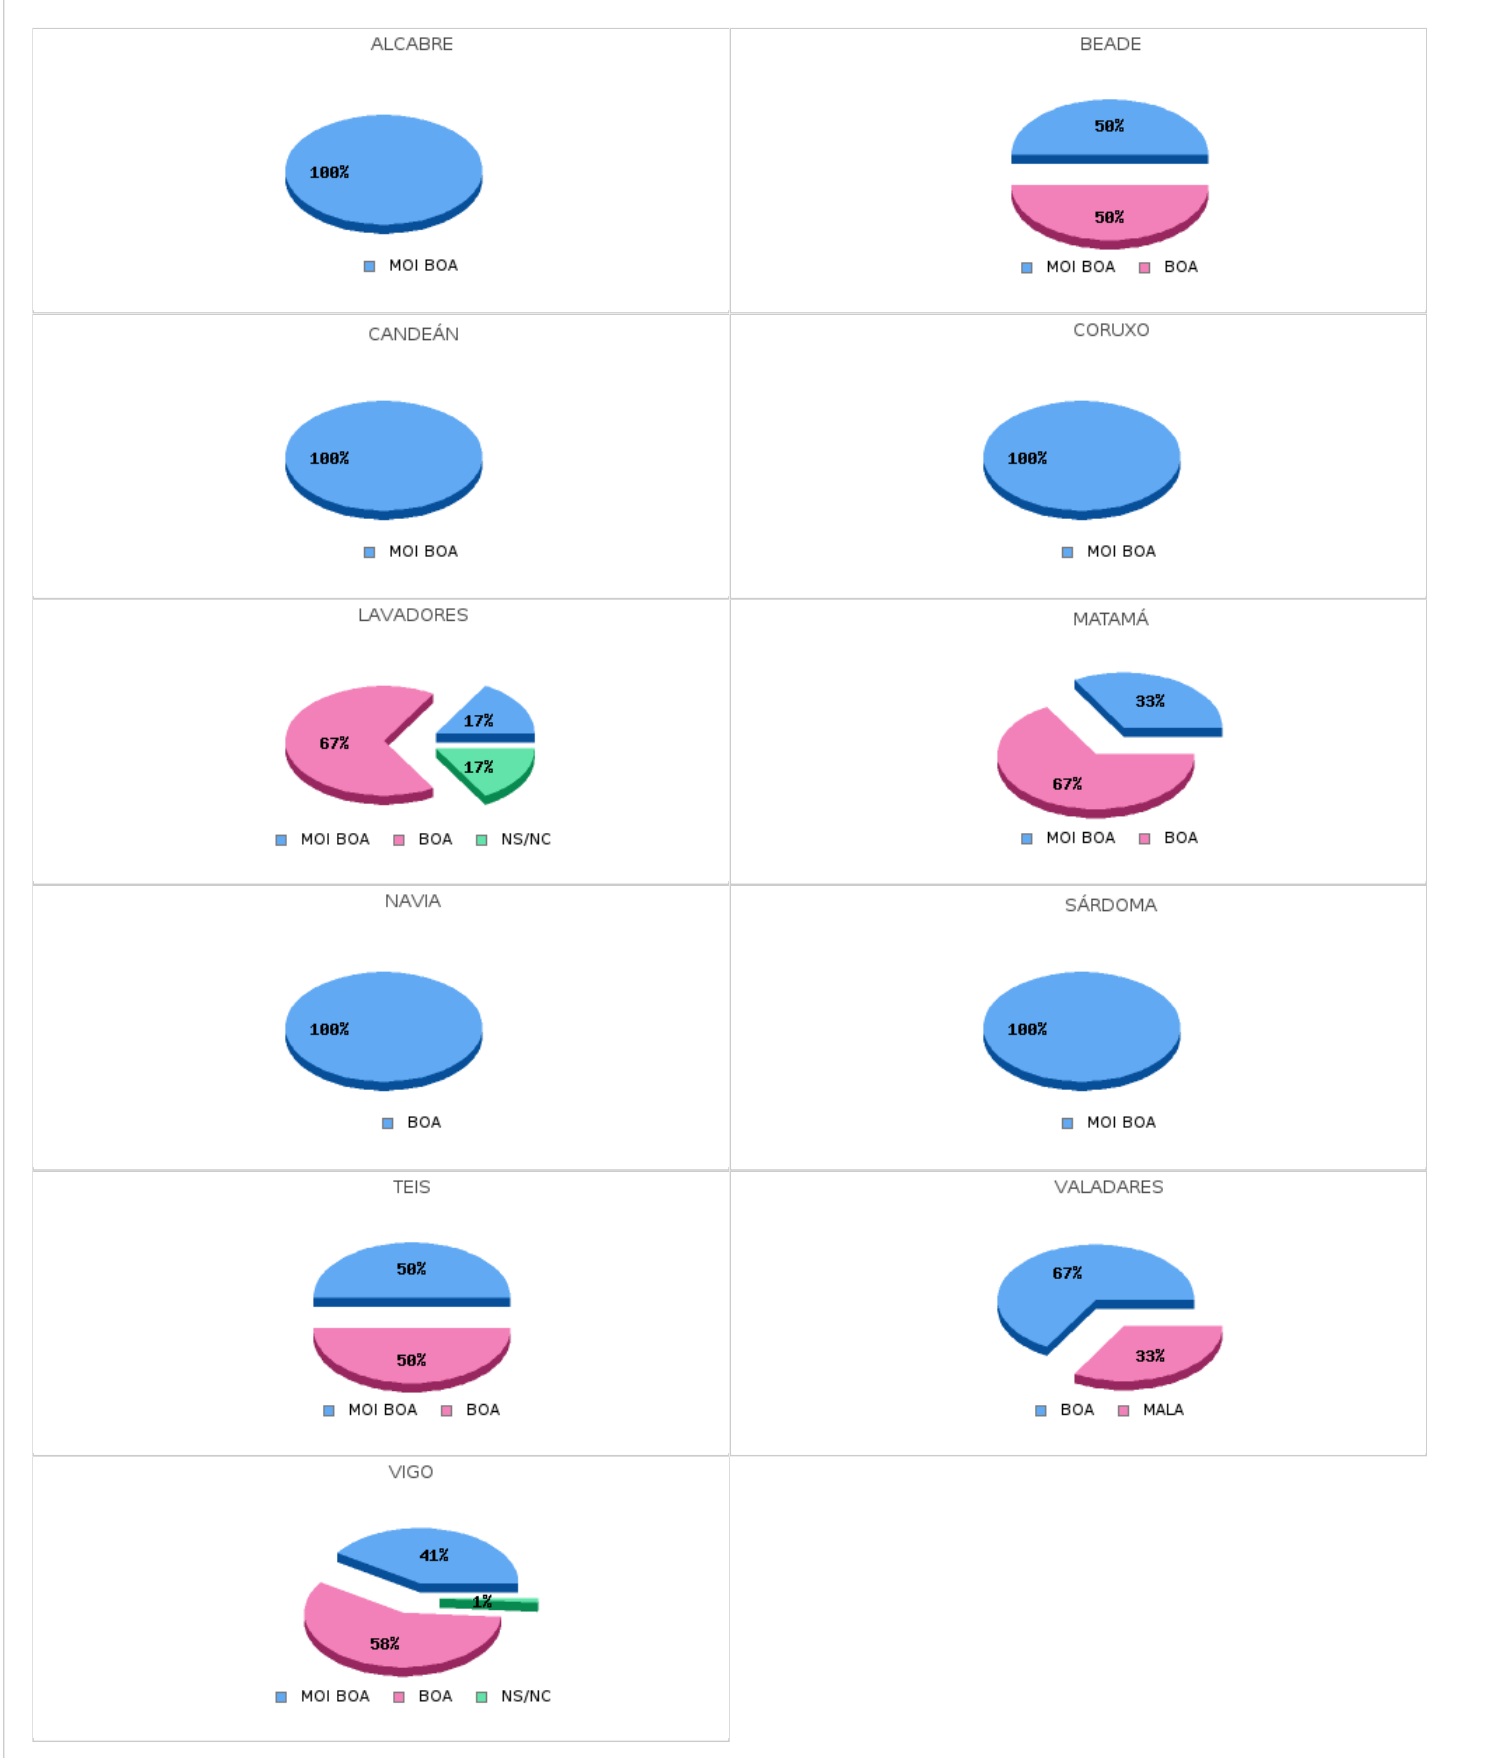 ALCABRE
100%
MOI BOA
BEADE
50%
50%
MOI BOA BOA
CANDEÁN
100%
MOI BOA
CORUXO
100%
MOI BOA
LAVADORES
17%
67%
17%
MOI BOA BOA NS/NC
MATAMÁ
33%
67%
MOI BOA BOA
NAVIA
100%
BOA
SÁRDOMA
100%
MOI BOA
TEIS
50%
50%
MOI BOA BOA
VALADARES
67%
33%
BOA MALA
VIGO
41%
1%
58%
MOI BOA BOA NS/NC